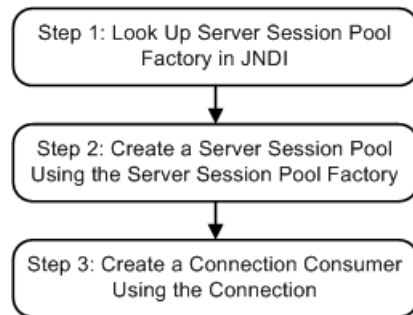 Step 1: Look Up Server Session Pool
Factory in JNDI
Step 2: Create a Server Session Pool
Using the Server Session Pool Factory
Step 3: Create a Connection Consumer
Using the Connection